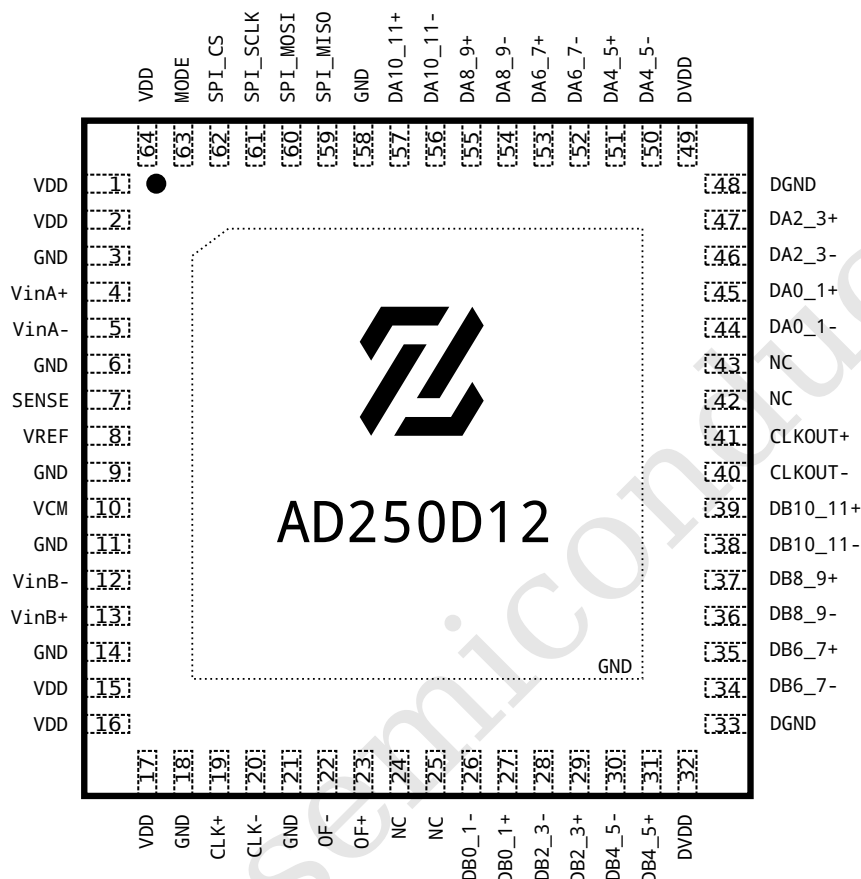 VDD
MODE
SPI_CS
SPI_SCLK
SPI_MOSI
SPI_MISO
GND
DA10_11+
DA10_11-
DA8_9+
DA8_9-
DA6_7+
DA6_7-
DA4_5+
DA4_5-
DVDD
64 63 62 61 60 59 58 57 56 55 54 53 52 51 50 49
VDD 1 48 DGND
VDD 2 47 DA2_3+
GND 3 46 DA2_3-
VinA+ 4 45 DA0_1+
VinA- 5 44 DA0_1-
GND 6 43 NC
SENSE 7 42 NC
VREF 8 41 CLKOUT+
GND 9 40 CLKOUT-
VCM 10 39 DB10_11+
GND 11 38 DB10_11-
VinB- 12 37 DB8_9+
VinB+ 13 36 DB8_9-
GND 14 35 DB6_7+
VDD 15 34 DB6_7-
VDD 16 33 DGND
AD250D12
GND
17 18 19 20 21 22 23 24 25 26 27 28 29 30 31 32
VDD
GND
CLK+
CLK-
GND
OF-
OF+
NC
NC
DB0_1-
DB0_1+
DB2_3-
DB2_3+
DB4_5-
DB4_5+
DVDD
semiconduc